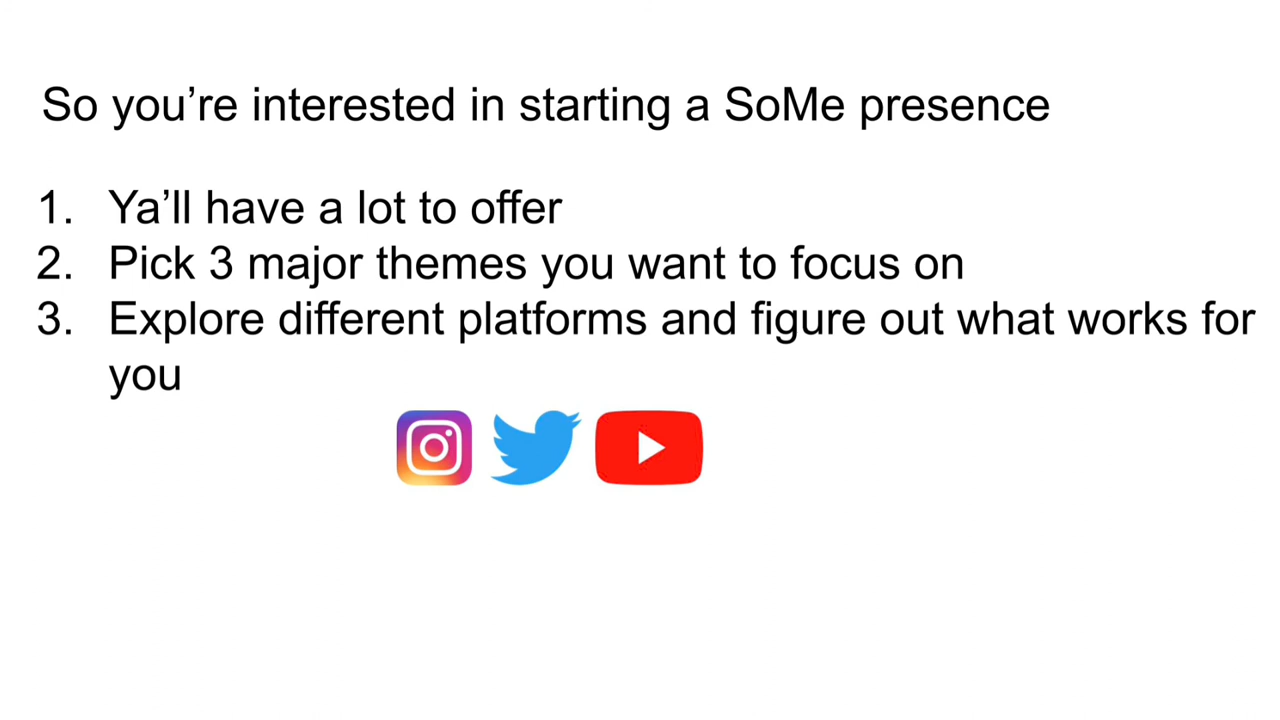 So you’re interested in starting a SoMe presence
1. Ya’ll have a lot to offer
2. Pick 3 major themes you want to focus on
3. Explore different platforms and figure out what works for
you